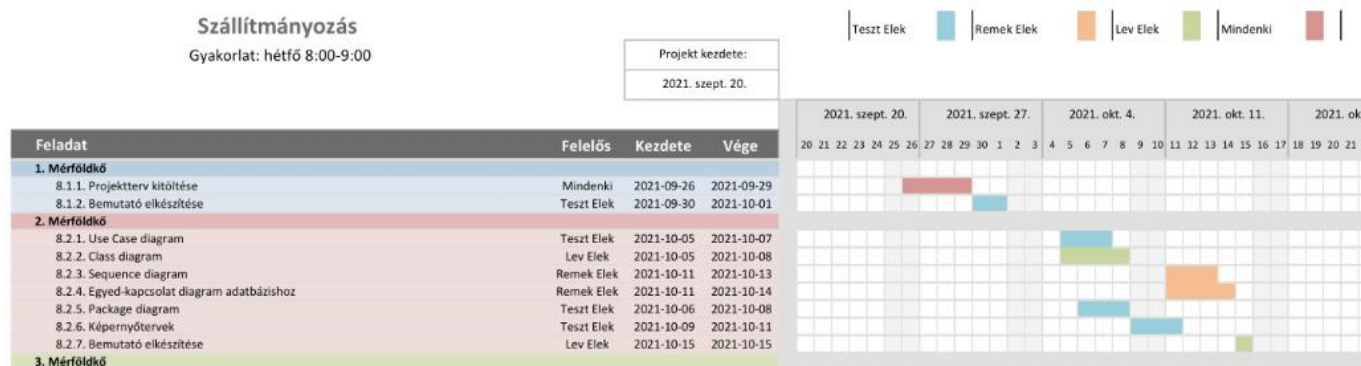 Szállítmányozás
Gyakorlat: hétfő 8:00-9:00
Teszt Elek Remek Elek Lev Elek Mindenki
Projekt kezdete:
2021. szept. 20.
2021. szept. 20. 2021. szept. 27. 2021. okt. 4. 2021. okt. 11. 2021. ok
Feladat Felelős Kezdete Vége 20 21 22 23 24 25 26 27 28 29 30 1 2 3 4 5 6 7 8 9 10 11 12 13 14 15 16 17 18 19 20 21
1. Mérföldkő
8.1.1. Projektterv kitöltése Mindenki 2021-09-26 2021-09-29
8.1.2. Bemutató elkészítése Teszt Elek 2021-09-30 2021-10-01
2. Mérföldkő
8.2.1. Use Case diagram Teszt Elek 2021-10-05 2021-10-07
8.2.2. Class diagram Lev Elek 2021-10-05 2021-10-08
8.2.3. Sequence diagram Remek Elek 2021-10-11 2021-10-13
8.2.4. Egyed-kapcsolat diagram adatbázishoz Remek Elek 2021-10-11 2021-10-14
8.2.5. Package diagram Teszt Elek 2021-10-06 2021-10-08
8.2.6. Képernyőtervek Teszt Elek 2021-10-09 2021-10-11
8.2.7. Bemutató elkészítése Lev Elek 2021-10-15 2021-10-15
3. Mérföldkő